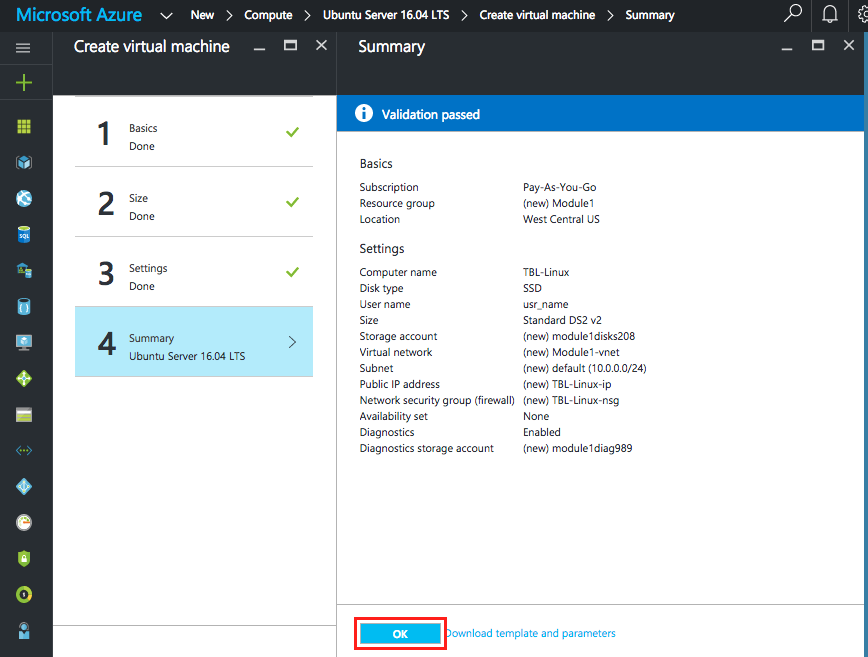 Microsoft Azure New Compute Ubuntu Server 16.04 LTS Create virtual machine Summary
Create virtual machine
1 Basics
Done
2 Size
Done
3 Settings
Done
4 Summary
Ubuntu Server 16.04 LTS
SQL
Summary
Validation passed
Basics
Subscription Pay-As-You-Go
Resource group (new) Module1
Location West Central US
Settings
Computer name TBL-Linux
Disk type SSD
User name usr_name
Size Standard DS2 v2
Storage account (new) module1disks208
Virtual network (new) Module1-vnet
Subnet (new) default (10.0.0.0/24)
Public IP address (new) TBL-Linux-ip
Network security group (firewall) (new) TBL-Linux-nsg
Availability set None
Diagnostics Enabled
Diagnostics storage account (new) module1diag989
OK Download template and parameters